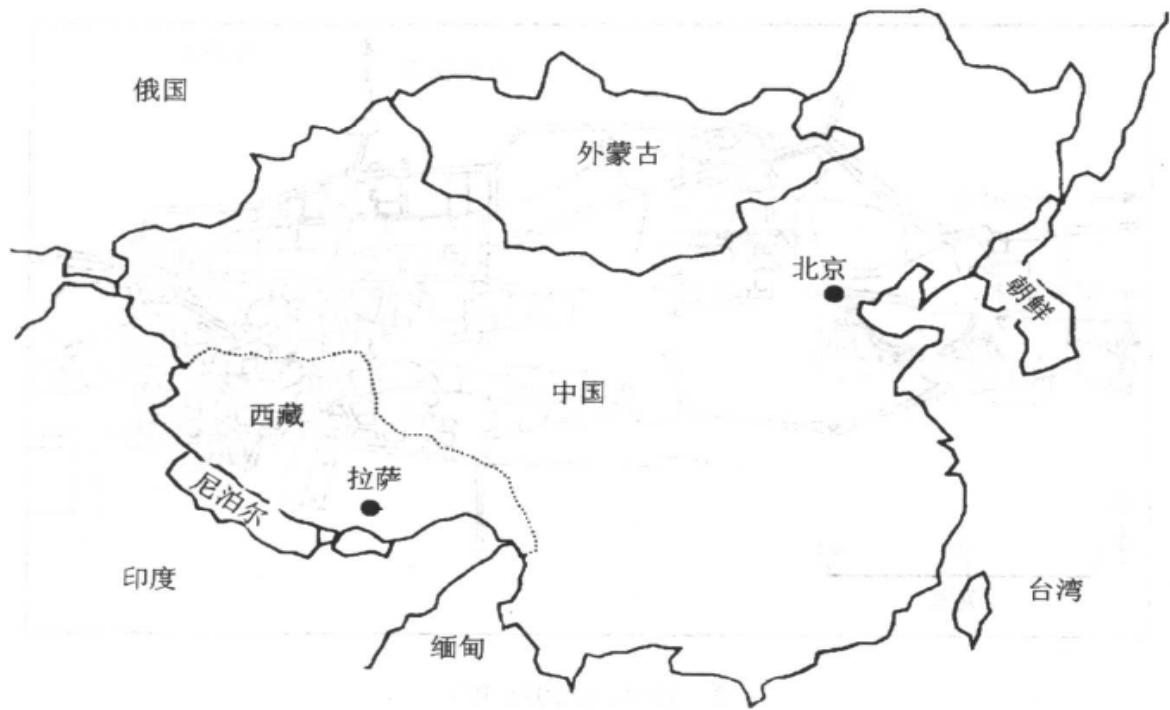 俄国
外蒙古
北京
朝鲜
中国
西藏
拉萨
尼泊尔
印度
台湾
缅甸